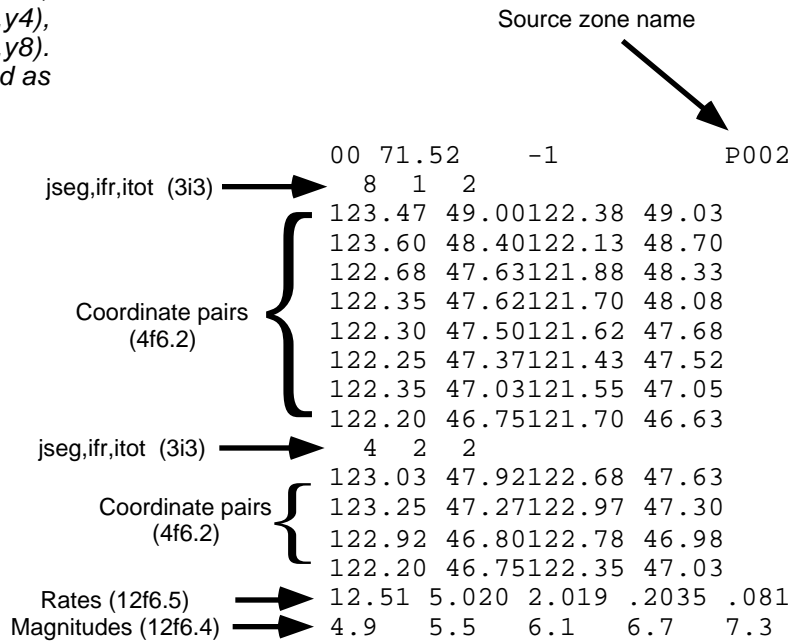 .y4),
.y8).
d as
Source zone name
00 71.52 -1 P002
jseg,ifr,itot (3i3) 8 1 2
123.47 49.00122.38 49.03
123.60 48.40122.13 48.70
122.68 47.63121.88 48.33
122.35 47.62121.70 48.08
Coordinate pairs
(4f6.2)
122.30 47.50121.62 47.68
122.25 47.37121.43 47.52
122.35 47.03121.55 47.05
122.20 46.75121.70 46.63
jseg,ifr,itot (3i3) 4 2 2
123.03 47.92122.68 47.63
123.25 47.27122.97 47.30
Coordinate pairs
(4f6.2)
122.92 46.80122.78 46.98
122.20 46.75122.35 47.03
Rates (12f6.5) 12.51 5.020 2.019 .2035 .081
Magnitudes (12f6.4) 4.9 5.5 6.1 6.7 7.3